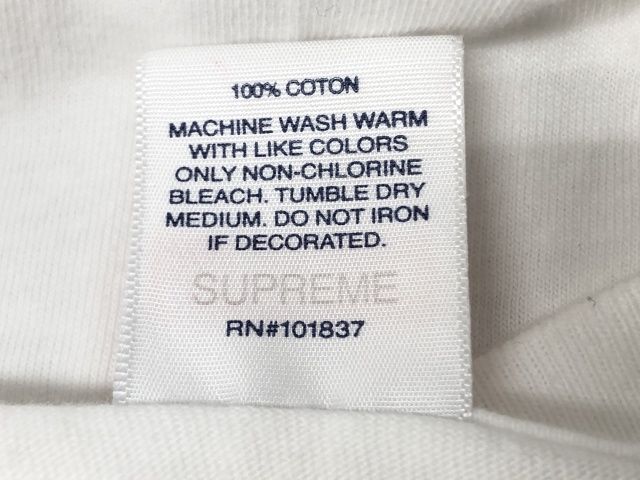 100% COTON
MACHINE WASH WARM
WITH LIKE COLORS
ONLY NON-CHLORINE
BLEACH. TUMBLE DRY
MEDIUM. DO NOT IRON
IF DECORATED.
SUPREME
RN#101837